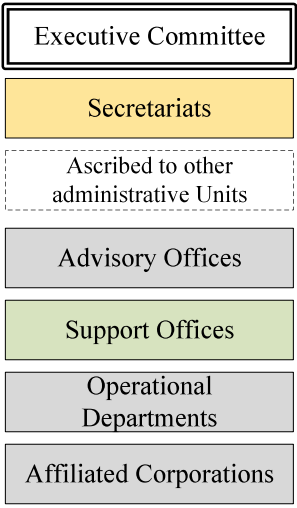 Executive Committee
Secretariats
Ascribed to other
administrative Units
Advisory Offices
Support Offices
Operational
Departments
Affiliated Corporations